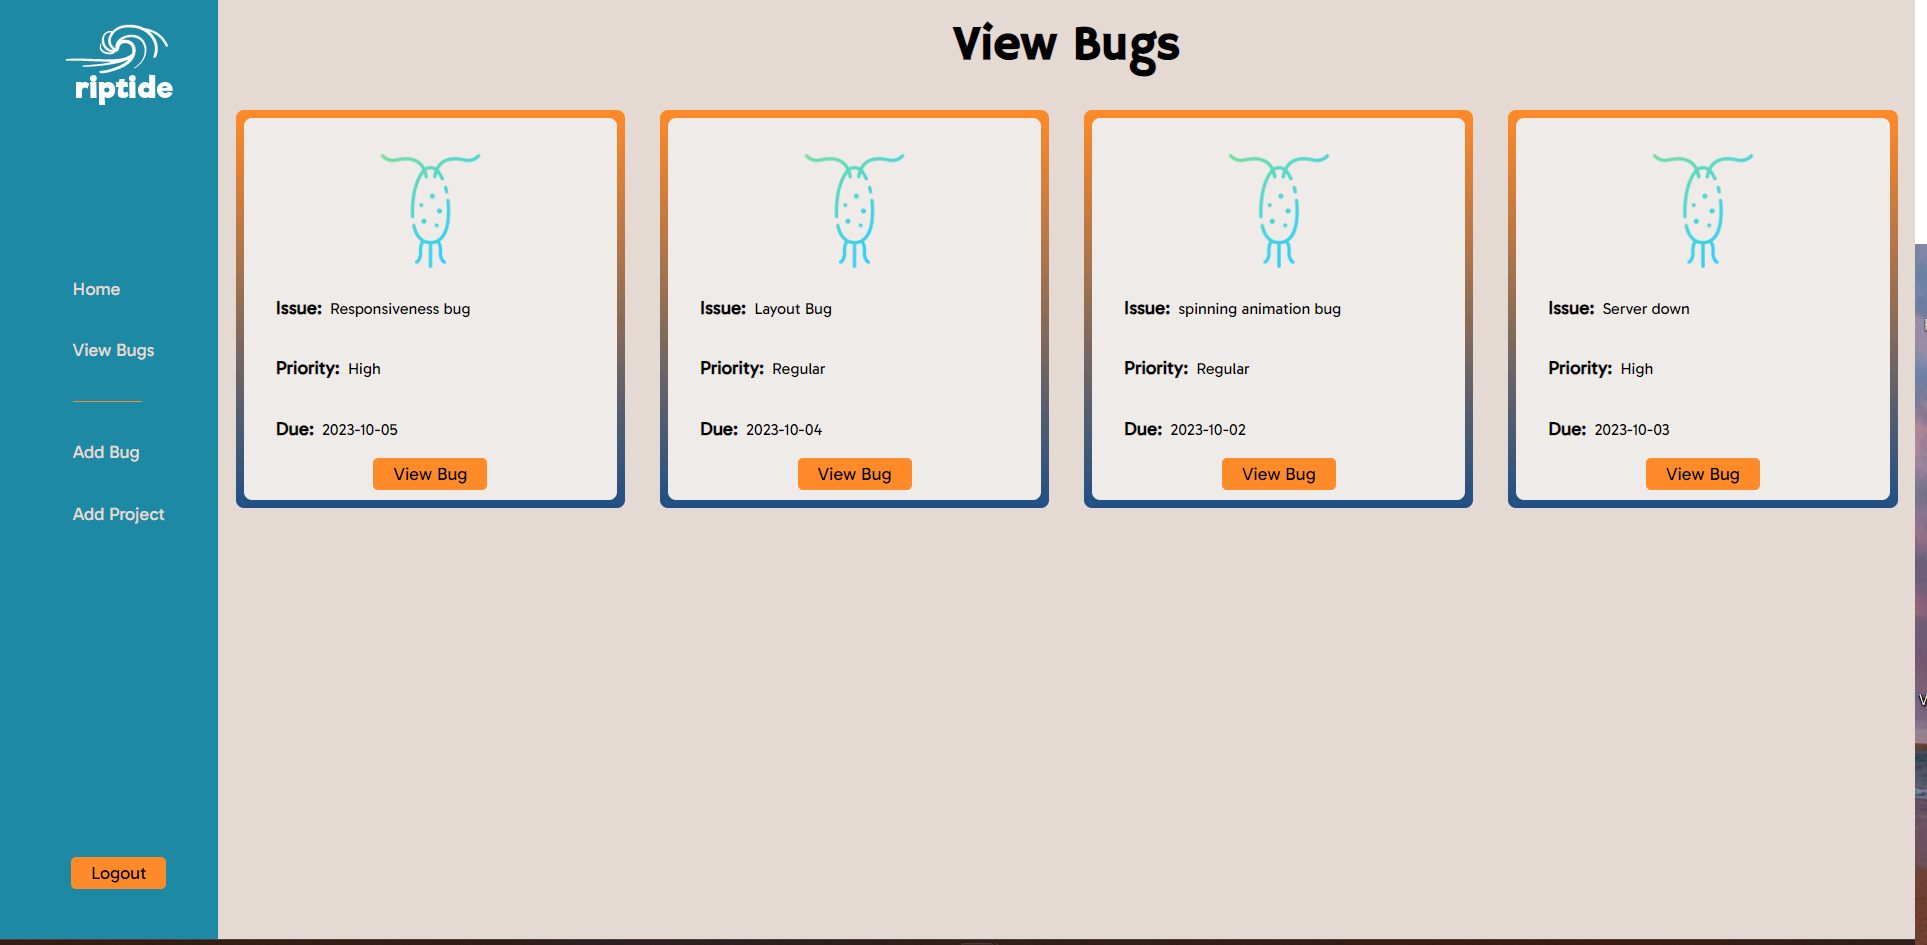 riptide
Home
View Bugs
Add Bug
Add Project
Logout
View Bugs
Issue: Responsiveness bug
Priority: High
Due: 2023-10-05
View Bug
Issue: Layout Bug
Priority: Regular
Due: 2023-10-04
View Bug
Issue: spinning animation bug
Priority: Regular
Due: 2023-10-02
View Bug
Issue: Server down
Priority: High
Due: 2023-10-03
View Bug